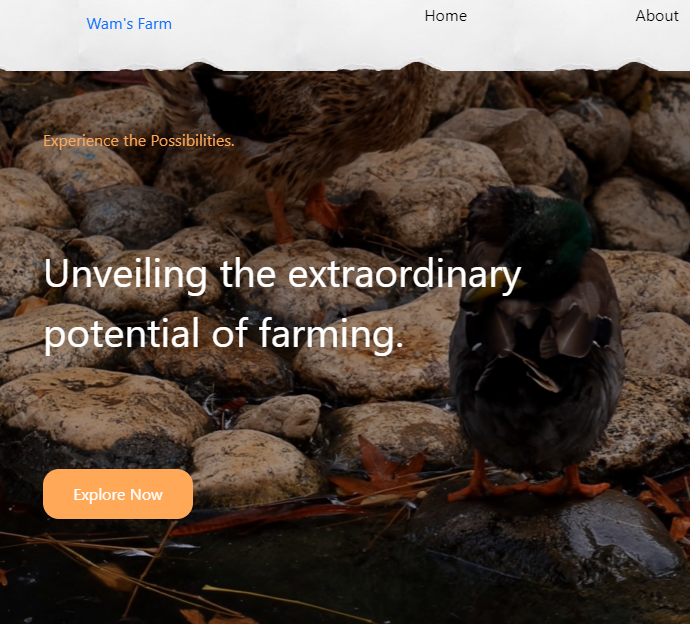 Wam's Farm
Home
About
Experience the Possibilities.
Unveiling the extraordinary
potential of farming.
Explore Now